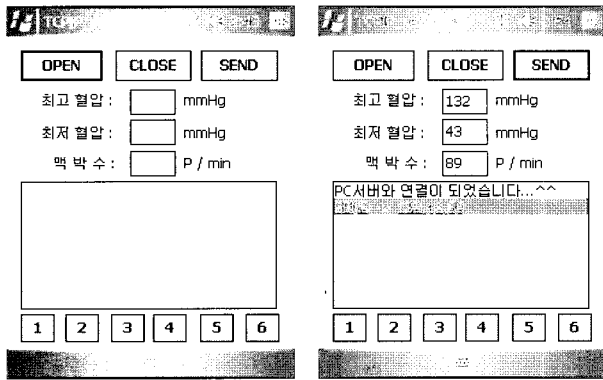 OPEN CLOSE SEND
최고 혈압 : mmHg
최저 혈압 : mmHg
맥 박 수 : P / min
1 2 3 4 5 6
OPEN CLOSE SEND
최고 혈압 : 132 mmHg
최저 혈압 : 43 mmHg
맥 박 수 : 89 P / min
PC서버와 연결이 되었습니다...^^
1 2 3 4 5 6